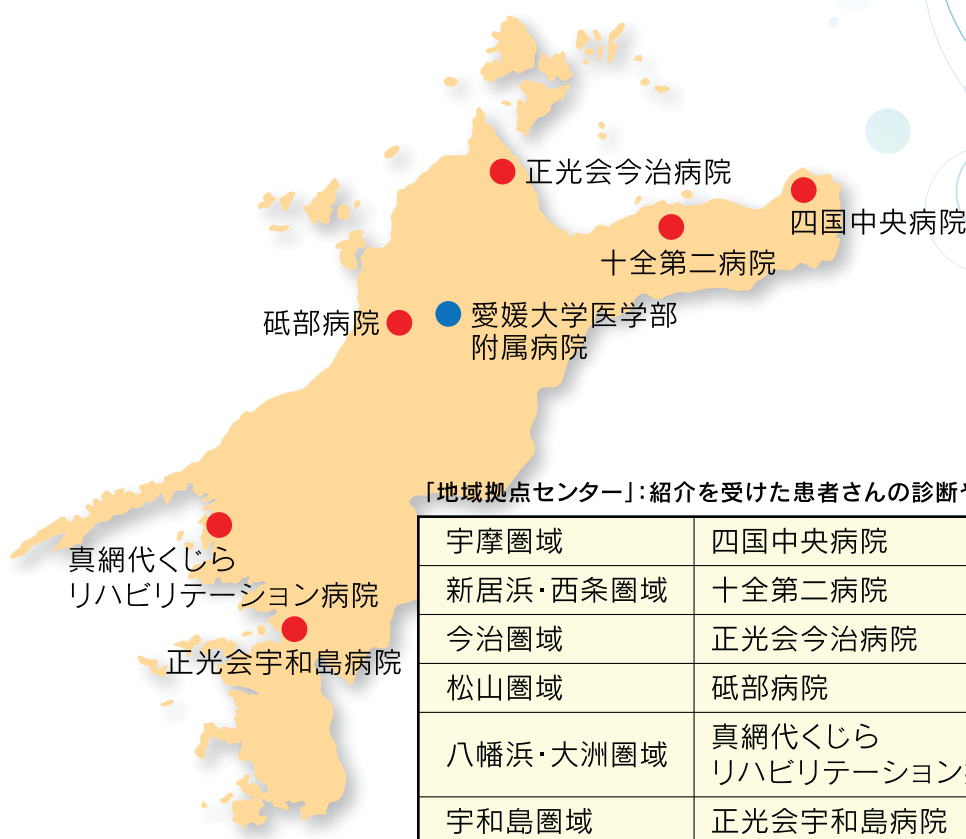 正光会今治病院
四国中央病院
十全第二病院
砥部病院
愛媛大学医学部
附属病院
真網代くじら
リハビリテーション病院
正光会宇和島病院
「地域拠点センター」:紹介を受けた患者さんの診断や
宇摩圏域 四国中央病院
新居浜・西条圏域 十全第二病院
今治圏域 正光会今治病院
松山圏域 砥部病院
八幡浜・大洲圏域 真網代くじら
リハビリテーション
宇和島圏域 正光会宇和島病院